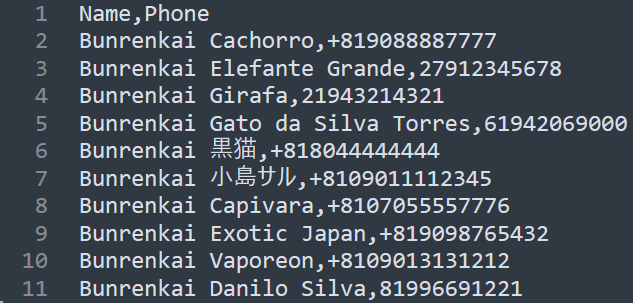 1 Name,Phone
2 Bunrenkai Cachorro,+819088887777
3 Bunrenkai Elefante Grande,27912345678
4 Bunrenkai Girafa,21943214321
5 Bunrenkai Gato da Silva Torres,61942069000
6 Bunrenkai 黒猫,+818044444444
7 Bunrenkai 小島サル,+8109011112345
8 Bunrenkai Capivara,+8107055557776
9 Bunrenkai Exotic Japan,+819098765432
10 Bunrenkai Vaporeon,+8109013131212
11 Bunrenkai Danilo Silva,81996691221